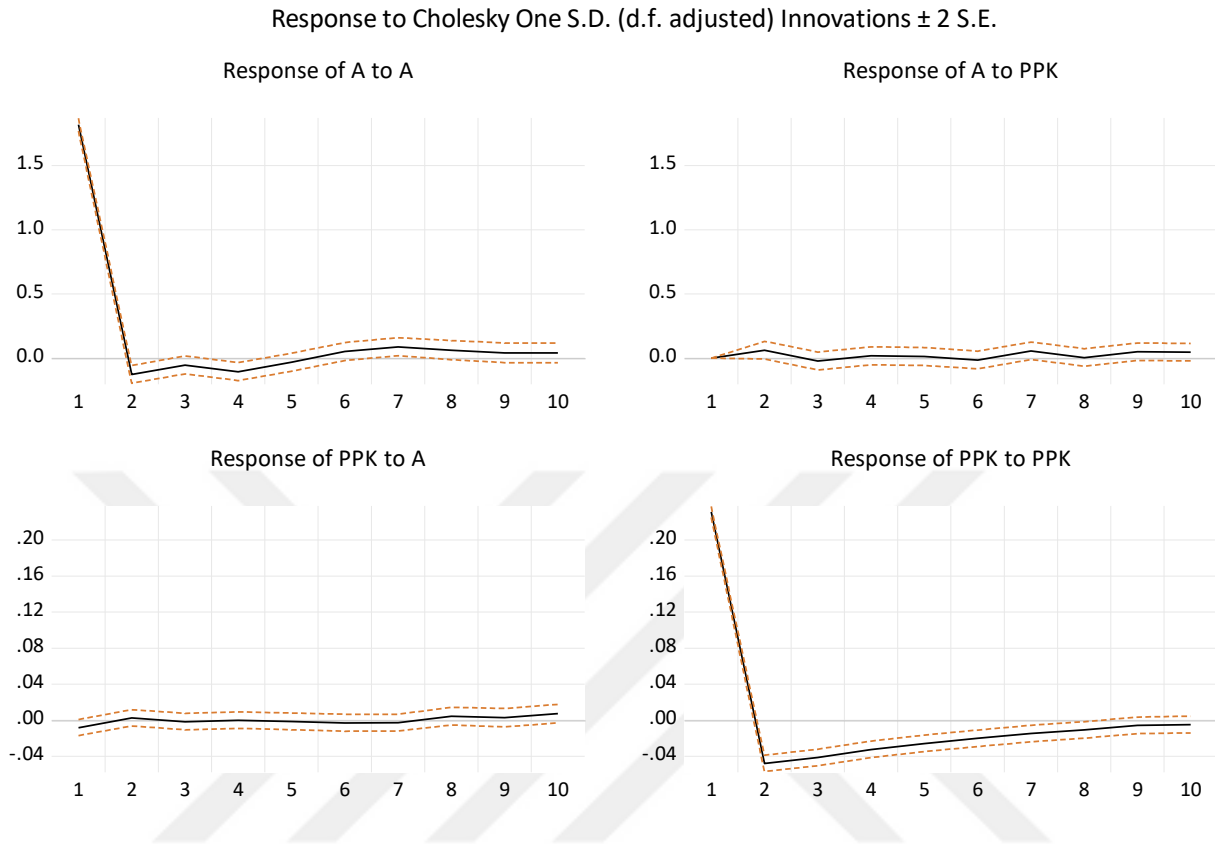 Response to Cholesky One S.D. (d.f. adjusted) Innovations ± 2 S.E.
Response of A to A
1.5
1.0
0.5
0.0
1 2 3 4 5 6 7 8 9 10
Response of A to PPK
1.5
1.0
0.5
0.0
1 2 3 4 5 6 7 8 9 10
Response of PPK to A
.20
.16
.12
.08
.04
.00
-.04
1 2 3 4 5 6 7 8 9 10
Response of PPK to PPK
.20
.16
.12
.08
.04
.00
-.04
1 2 3 4 5 6 7 8 9 10